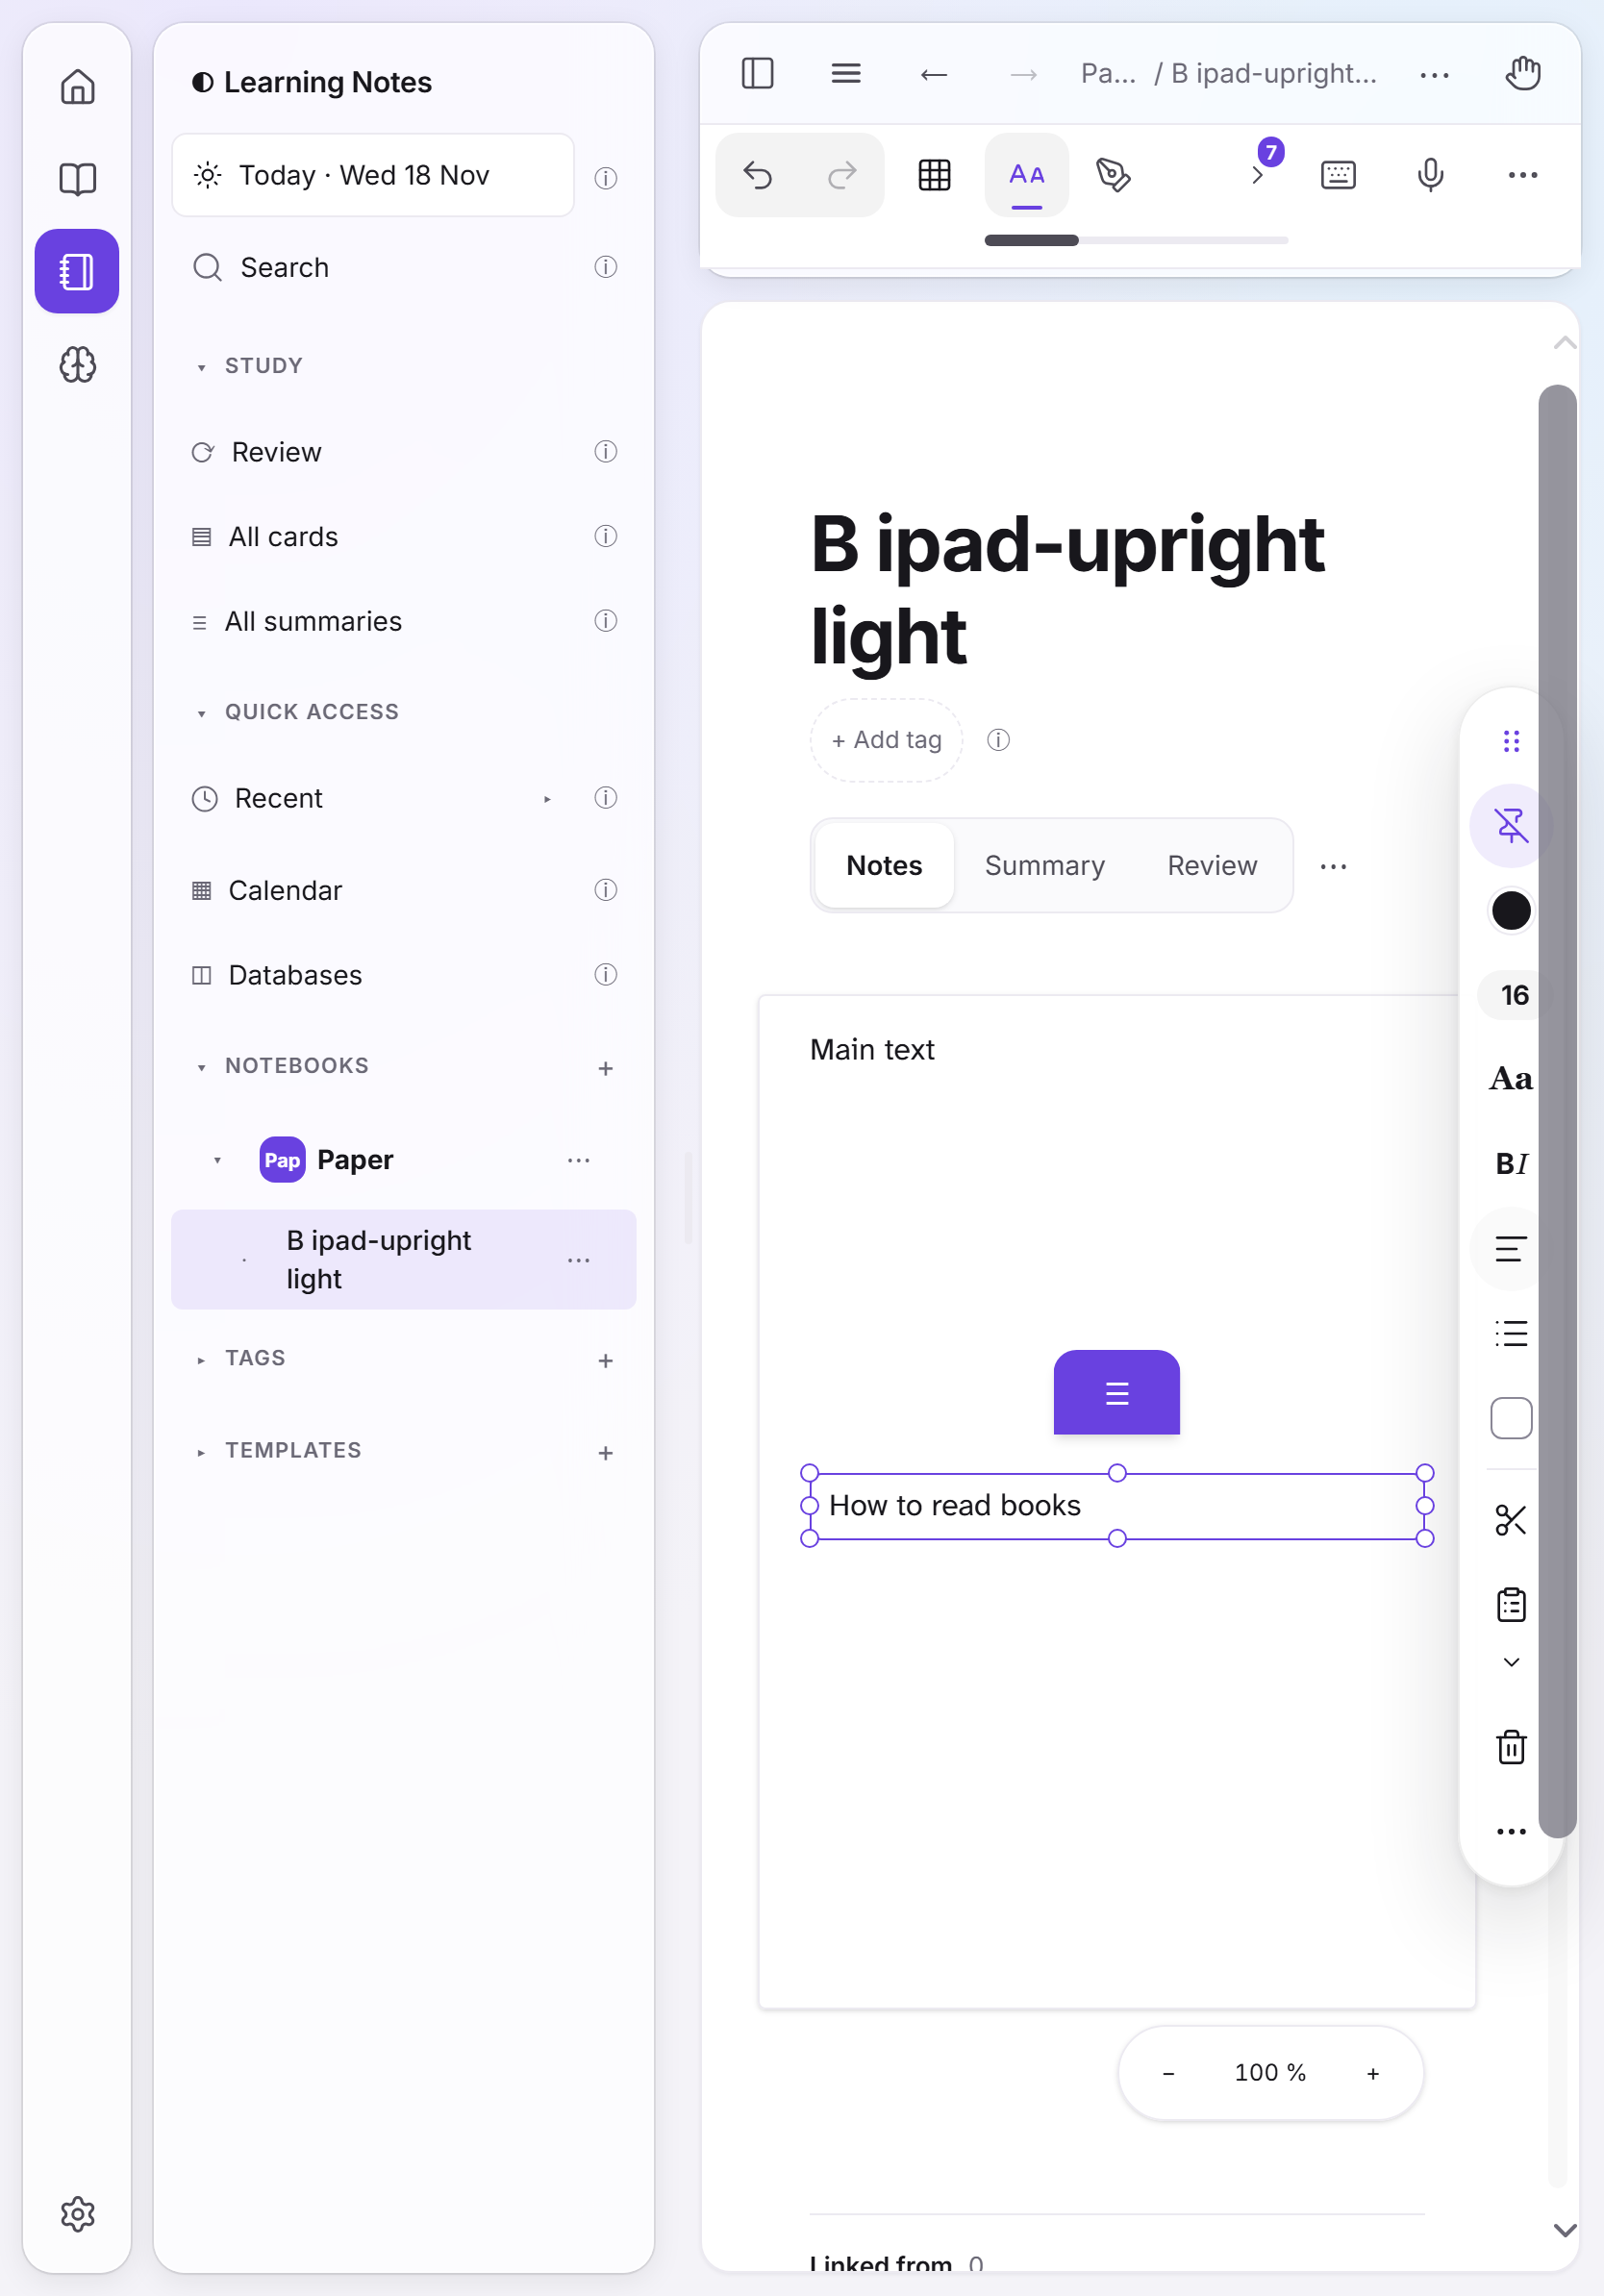 Learning Notes
Today · Wed 18 Nov
Search
STUDY
Review
All cards
All summaries
QUICK ACCESS
Recent
Calendar
Databases
NOTEBOOKS
Pap Paper
B ipad-upright
light
TAGS
TEMPLATES
Pa... / B ipad-upright...
AA
7
B ipad-upright
light
+ Add tag
Notes Summary Review
16
Aa
BI
Main text
How to read books
− 100 % +
Linked from 0